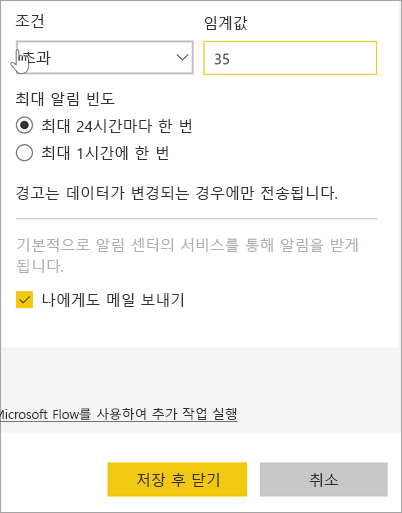 조건
임계값
초과
35
최대 알림 빈도
최대 24시간마다 한 번
최대 1시간에 한 번
경고는 데이터가 변경되는 경우에만 전송됩니다.
기본적으로 알림 센터의 서비스를 통해 알림을 받게
됩니다.
나에게도 메일 보내기
Microsoft Flow를 사용하여 추가 작업 실행
저장 후 닫기
취소